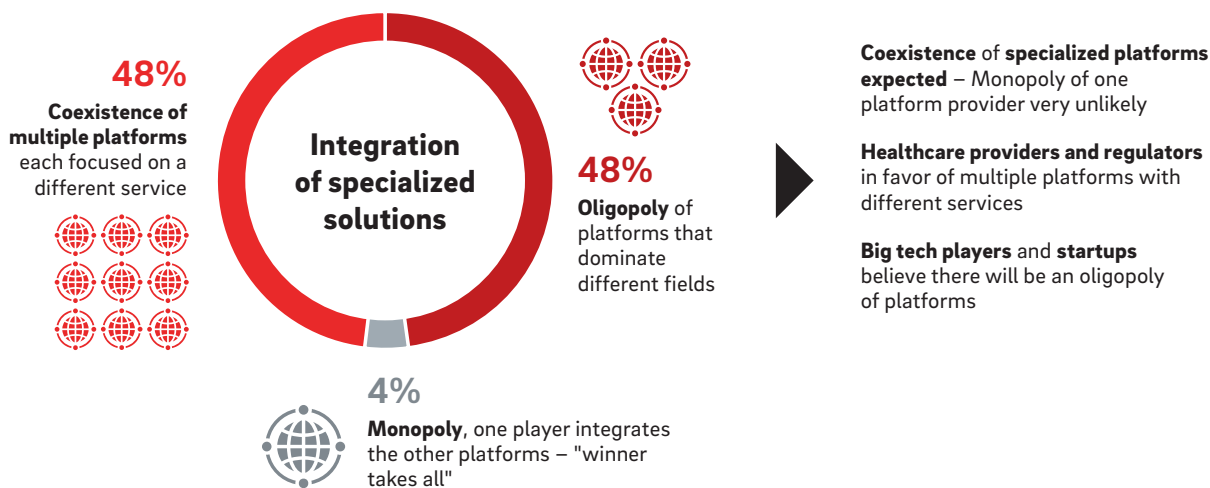 48%
Coexistence of
multiple platforms
each focused on a
different service
Integration
of specialized
solutions
48%
Oligopoly of
platforms that
dominate
different fields
4%
Monopoly, one player integrates
the other platforms – "winner
takes all"
Coexistence of specialized platforms
expected – Monopoly of one
platform provider very unlikely
Healthcare providers and regulators
in favor of multiple platforms with
different services
Big tech players and startups
believe there will be an oligopoly
of platforms